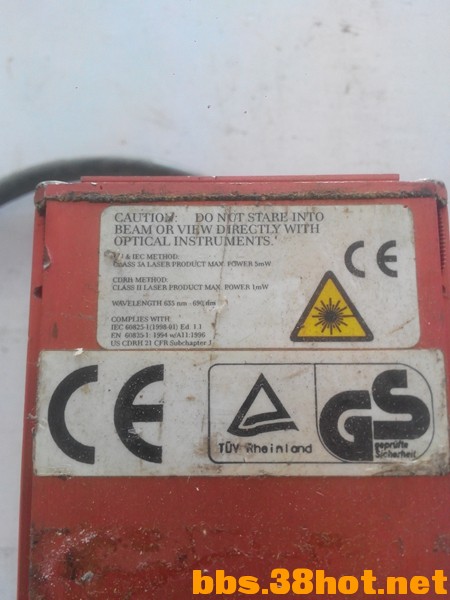 CAUTION: DO NOT STARE INTO
BEAM OR VIEW DIRECTLY WITH
OPTICAL INSTRUMENTS.
& IEC METHOD:
CLASS 3A LASER PRODUCT MAX. POWER 5mW
CDRH METHOD:
CLASS II LASER PRODUCT MAX. POWER 1mW
WAVELENGTH 635 nm - 690 nm
COMPLIES WITH:
IEC 60825-1(1998-01) Ed. 1.1
EN 60825-1: 1994 w/A11:1996
US CDRH 21 CFR:Subchapter J
CE
CE
TÜV Rheinland
GS
geprüfte
Sicherheit
bbs.38hot.net